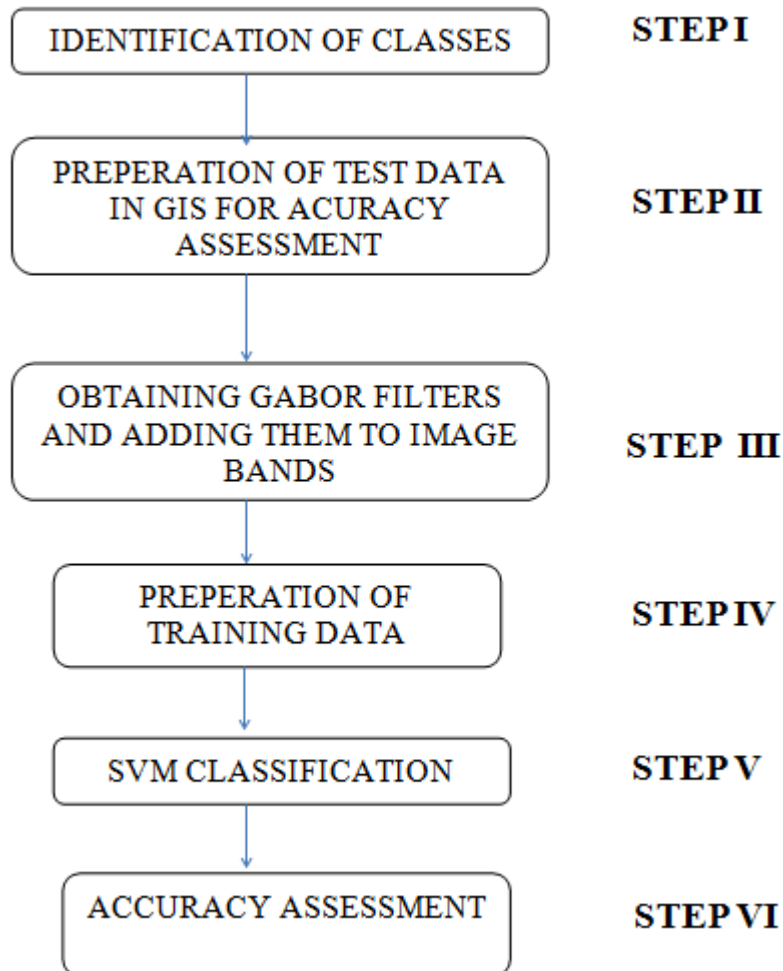 IDENTIFICATION OF CLASSES
STEP I
PREPERATION OF TEST DATA
IN GIS FOR ACURACY
ASSESSMENT
STEP II
OBTAINING GABOR FILTERS
AND ADDING THEM TO IMAGE
BANDS
STEP III
PREPERATION OF
TRAINING DATA
STEP IV
SVM CLASSIFICATION
STEP V
ACCURACY ASSESSMENT
STEP VI